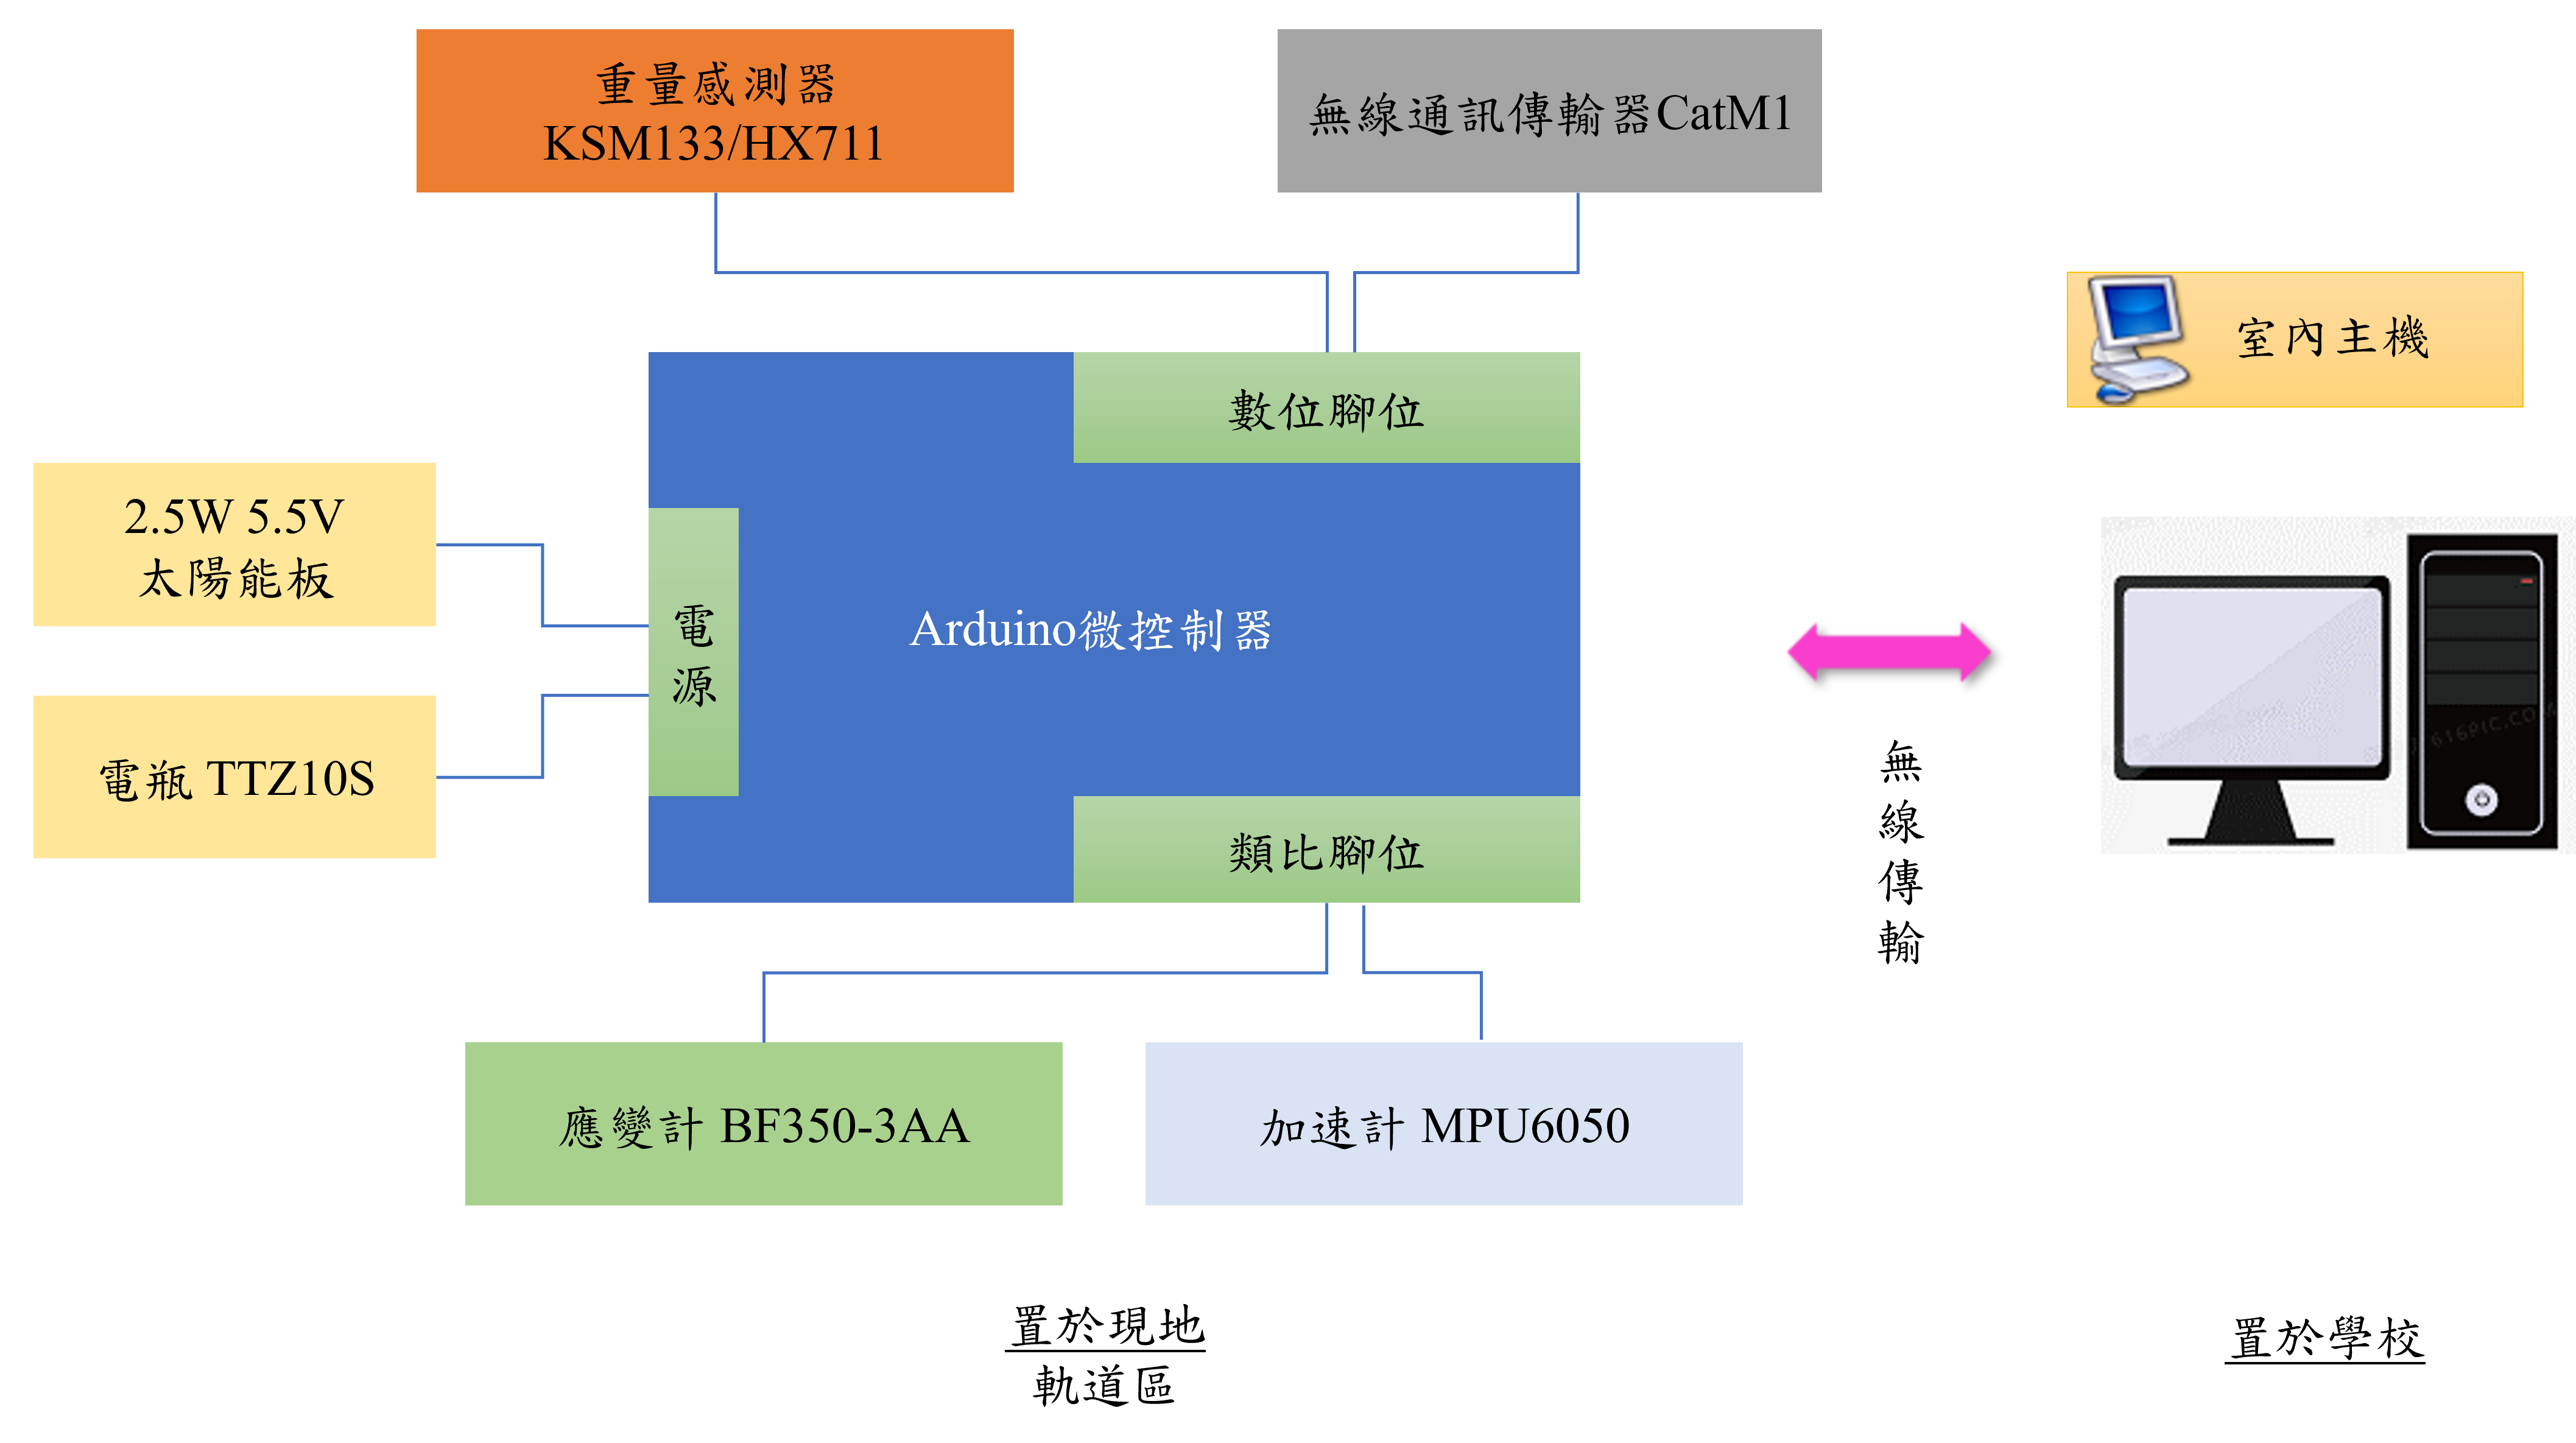 重量感測器
KSM133/HX711
無線通訊傳輸器CatM1
室內主機
數位腳位
2.5W 5.5V
太陽能板
電源
Arduino微控制器
電瓶 TTZ10S
類比腳位
無線傳輸
應變計 BF350-3AA
加速計 MPU6050
置於現地
軌道區
置於學校
616PIC.COM